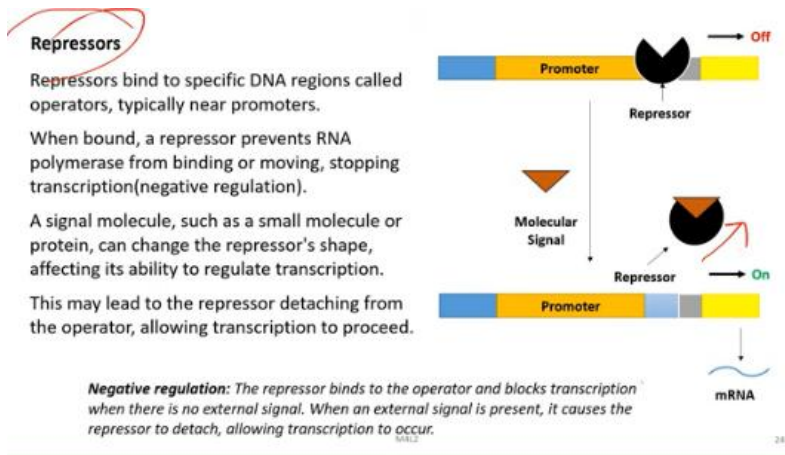 Repressors
Repressors bind to specific DNA regions called
operators, typically near promoters.
When bound, a repressor prevents RNA
polymerase from binding or moving, stopping
transcription(negative regulation).
A signal molecule, such as a small molecule or
protein, can change the repressor's shape,
affecting its ability to regulate transcription.
This may lead to the repressor detaching from
the operator, allowing transcription to proceed.
Off
Promoter
Repressor
Molecular
Signal
Repressor
On
Promoter
mRNA
Negative regulation: The repressor binds to the operator and blocks transcription
when there is no external signal. When an external signal is present, it causes the
repressor to detach, allowing transcription to occur.
M4L2
24